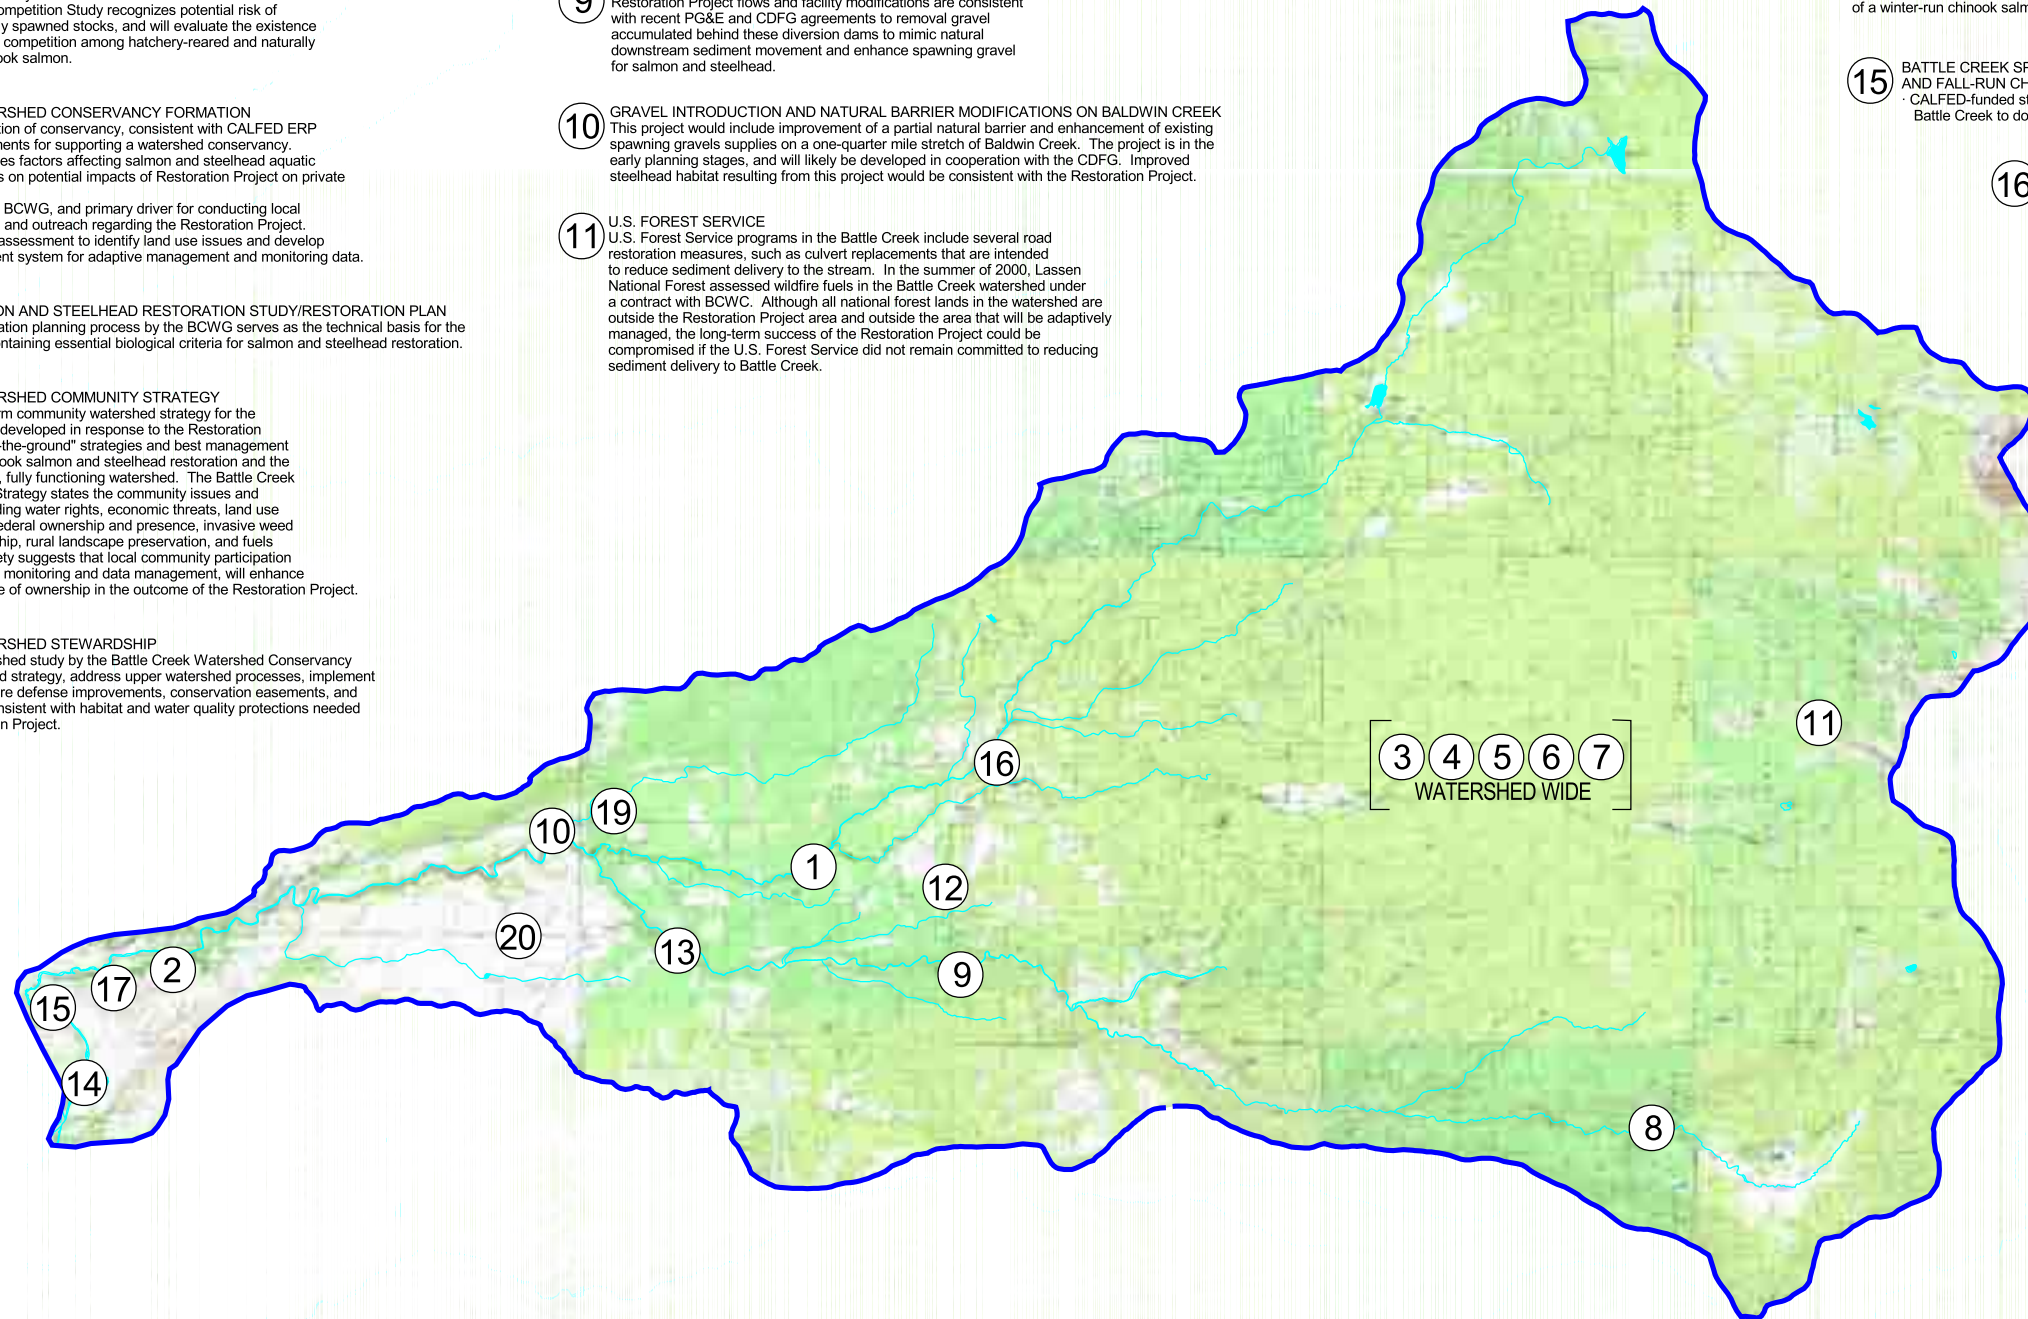 ompetition Study recognizes potential risk of
y spawned stocks, and will evaluate the existence
competition among hatchery-reared and naturally
ook salmon.
RSHED CONSERVANCY FORMATION
tion of conservancy, consistent with CALFED ERP
ments for supporting a watershed conservancy.
es factors affecting salmon and steelhead aquatic
s on potential impacts of Restoration Project on private
BCWG, and primary driver for conducting local
and outreach regarding the Restoration Project.
assessment to identify land use issues and develop
ent system for adaptive management and monitoring data.
ON AND STEELHEAD RESTORATION STUDY/RESTORATION PLAN
ation planning process by the BCWG serves as the technical basis for the
ontaining essential biological criteria for salmon and steelhead restoration.
RSHED COMMUNITY STRATEGY
rm community watershed strategy for the
developed in response to the Restoration
-the-ground" strategies and best management
ook salmon and steelhead restoration and the
, fully functioning watershed. The Battle Creek
Strategy states the community issues and
ding water rights, economic threats, land use
ederal ownership and presence, invasive weed
hip, rural landscape preservation, and fuels
ety suggests that local community participation
monitoring and data management, will enhance
e of ownership in the outcome of the Restoration Project.
RSHED STEWARDSHIP
shed study by the Battle Creek Watershed Conservancy
d strategy, address upper watershed processes, implement
re defense improvements, conservation easements, and
nsistent with habitat and water quality protections needed
n Project.
9
Restoration Project flows and facility modifications are consistent
with recent PG&E and CDFG agreements to removal gravel
accumulated behind these diversion dams to mimic natural
downstream sediment movement and enhance spawning gravel
for salmon and steelhead.
10
GRAVEL INTRODUCTION AND NATURAL BARRIER MODIFICATIONS ON BALDWIN CREEK
This project would include improvement of a partial natural barrier and enhancement of existing
spawning gravels supplies on a one-quarter mile stretch of Baldwin Creek. The project is in the
early planning stages, and will likely be developed in cooperation with the CDFG. Improved
steelhead habitat resulting from this project would be consistent with the Restoration Project.
11
U.S. FOREST SERVICE
U.S. Forest Service programs in the Battle Creek include several road
restoration measures, such as culvert replacements that are intended
to reduce sediment delivery to the stream. In the summer of 2000, Lassen
National Forest assessed wildfire fuels in the Battle Creek watershed under
a contract with BCWC. Although all national forest lands in the watershed are
outside the Restoration Project area and outside the area that will be adaptively
managed, the long-term success of the Restoration Project could be
compromised if the U.S. Forest Service did not remain committed to reducing
sediment delivery to Battle Creek.
of a winter-run chinook salm
15
BATTLE CREEK SP
AND FALL-RUN CH
· CALFED-funded st
Battle Creek to do
16
11
3 4 5 6 7
WATERSHED WIDE
16
19
10
1
12
20
13
9
2
17
15
14
8